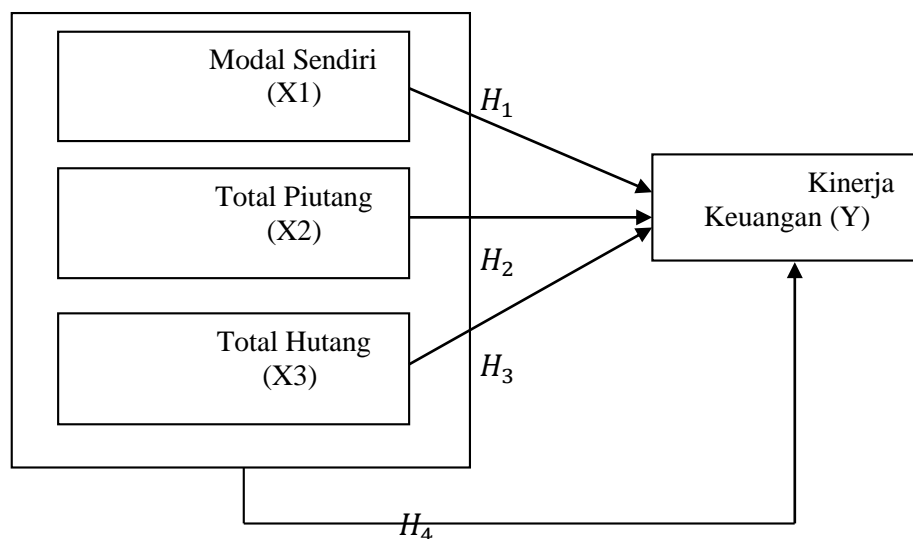 Modal Sendiri
(X1)
H₁
Kinerja
Keuangan (Y)
Total Piutang
(X2)
H₂
Total Hutang
(X3)
H₃
H₄